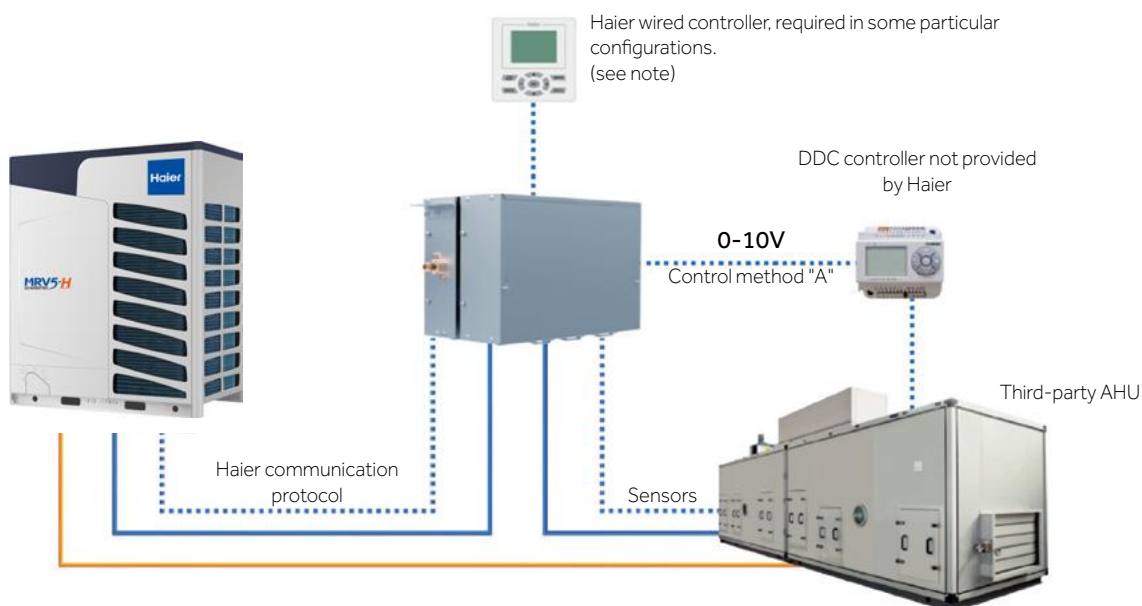 Haier wired controller, required in some particular
configurations.
(see note)
DDC controller not provided
by Haier
Haier
0-10V
Control method "A"
MRV5-H
Third-party AHU
Haier communication
protocol
Sensors